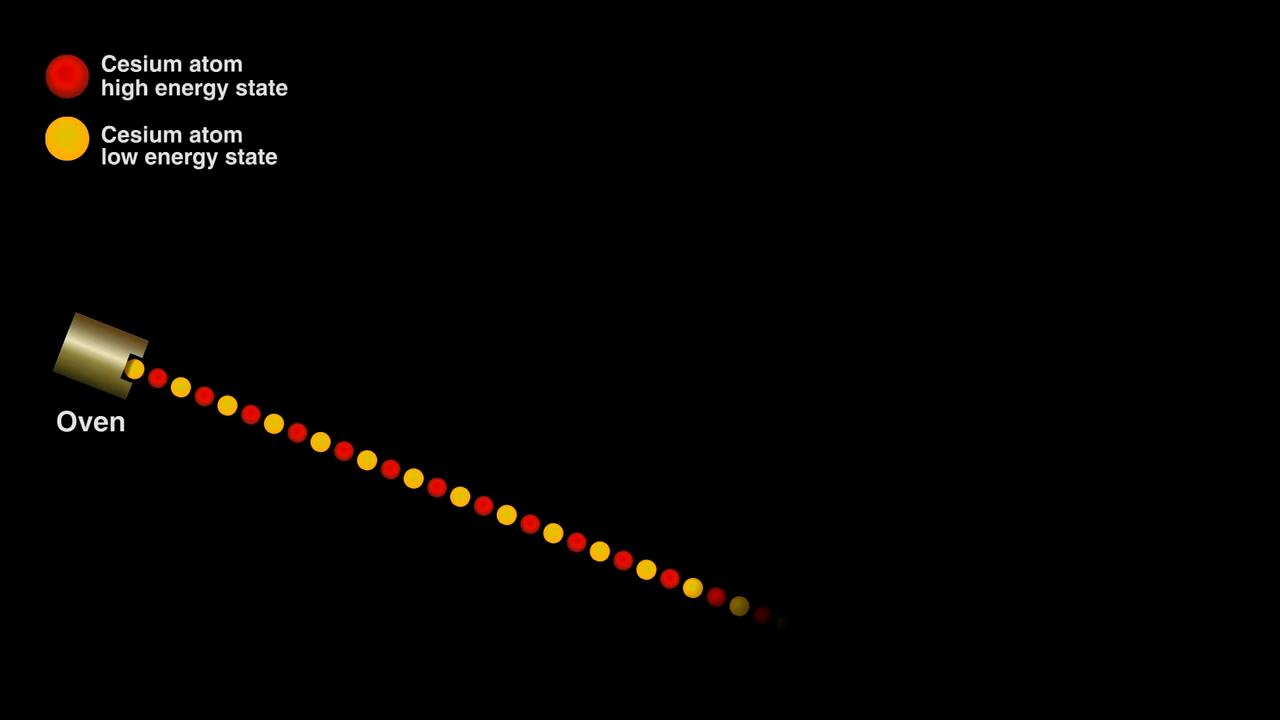 Cesium atom
high energy state
Cesium atom
low energy state
Oven